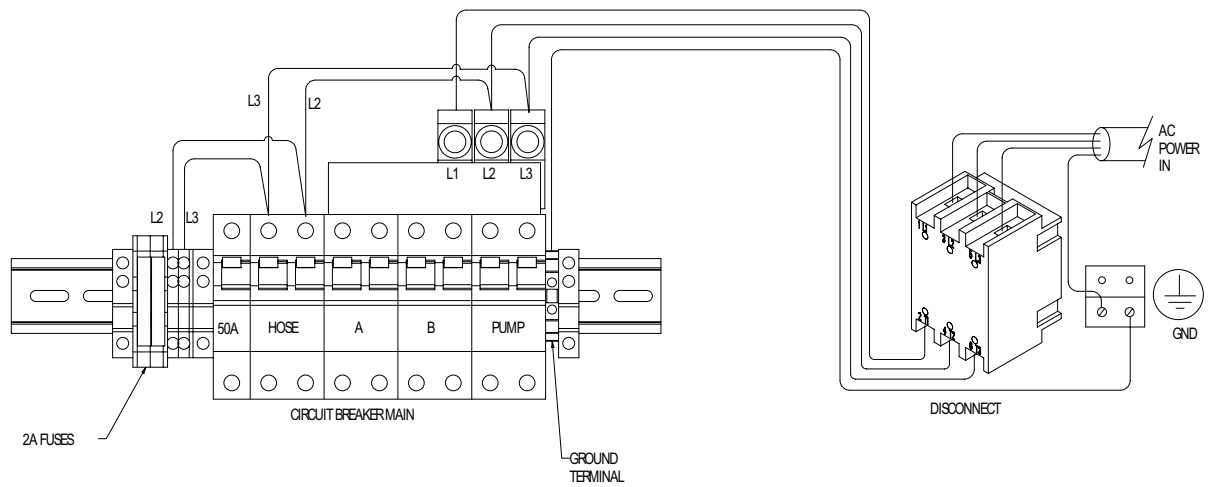 L3
L2
L1
L2
L3
AC
POWER
IN
L2
L3
50A
HOSE
A
B
PUMP
GND
CIRCUIT BREAKER MAIN
DISCONNECT
2A FUSES
GROUND
TERMINAL